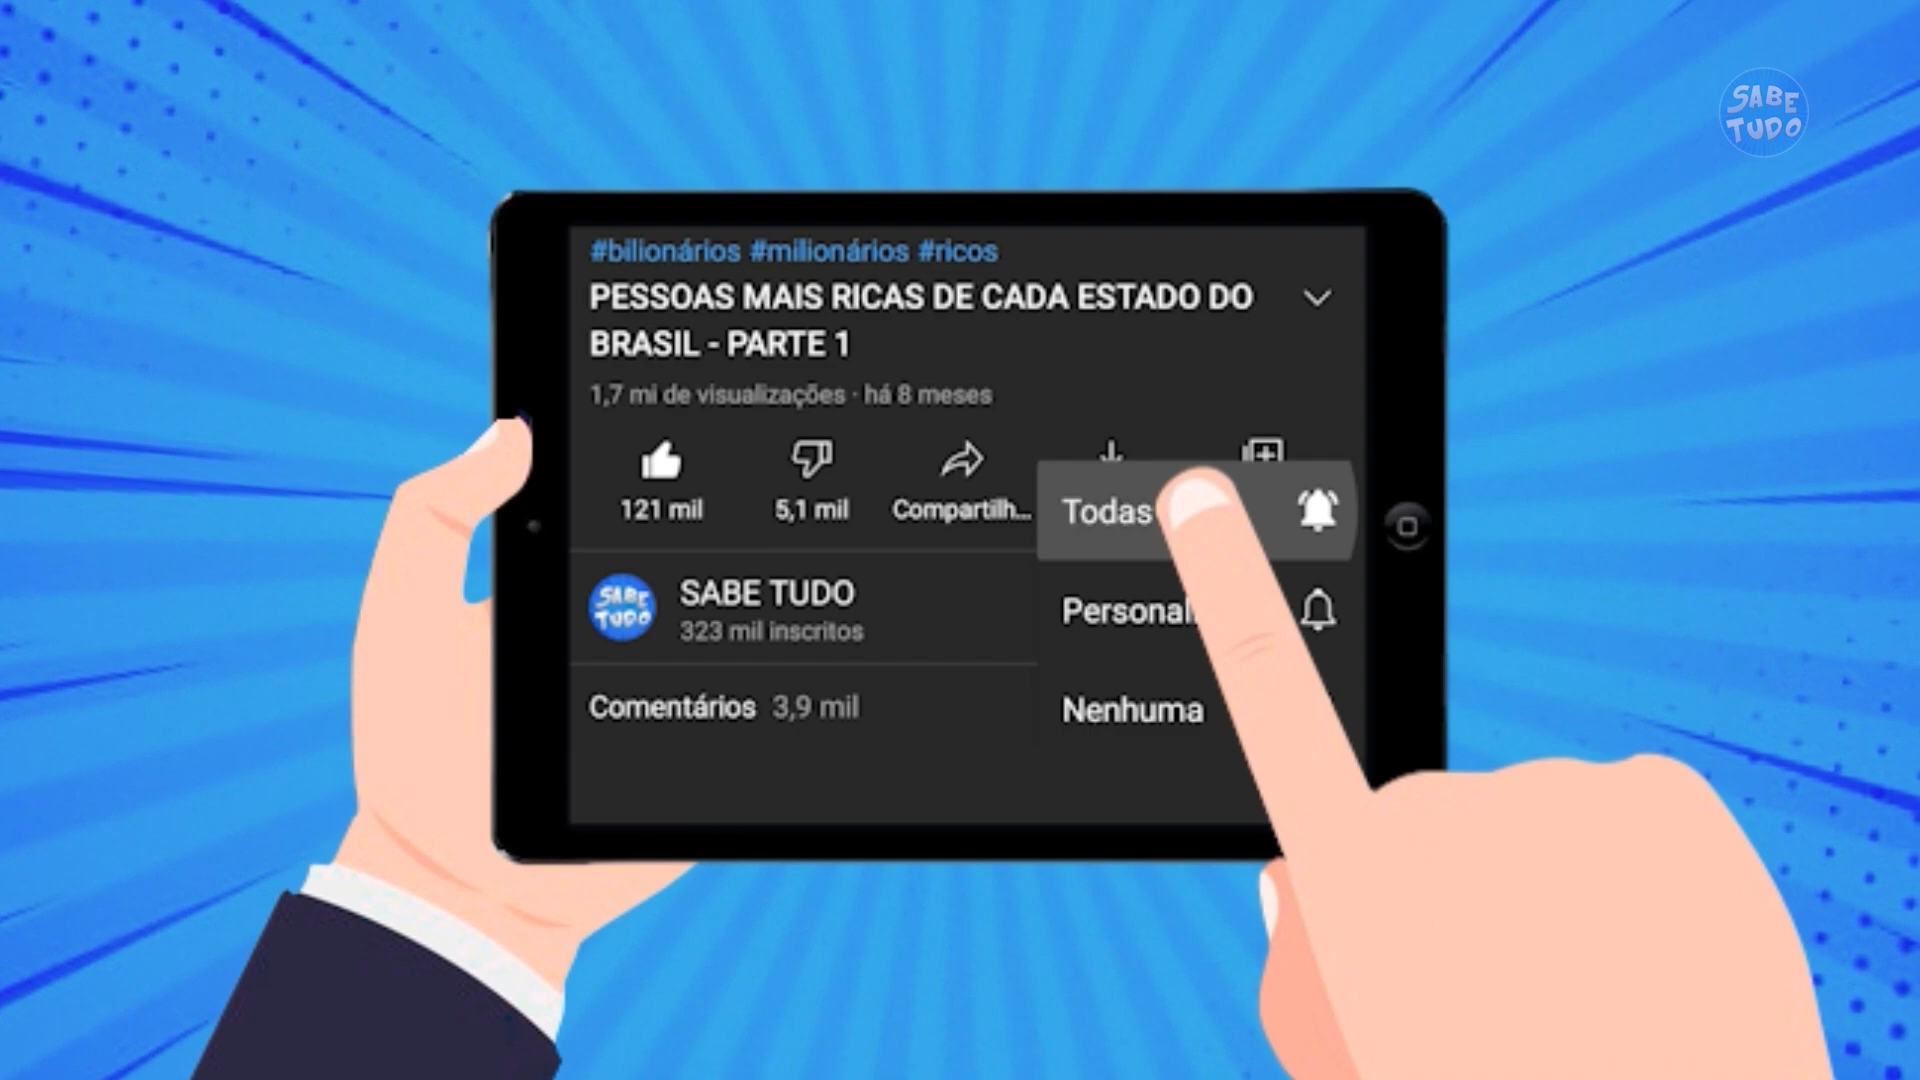 SABE
TUDO
#bilionários #milionários #ricos
PESSOAS MAIS RICAS DE CADA ESTADO DO
BRASIL - PARTE 1
1,7 mi de visualizações · há 8 meses
121 mil
5,1 mil
Compartilh...
Todas
SABE
TUDO
SABE TUDO
323 mil inscritos
Personal
Comentários 3,9 mil
Nenhuma